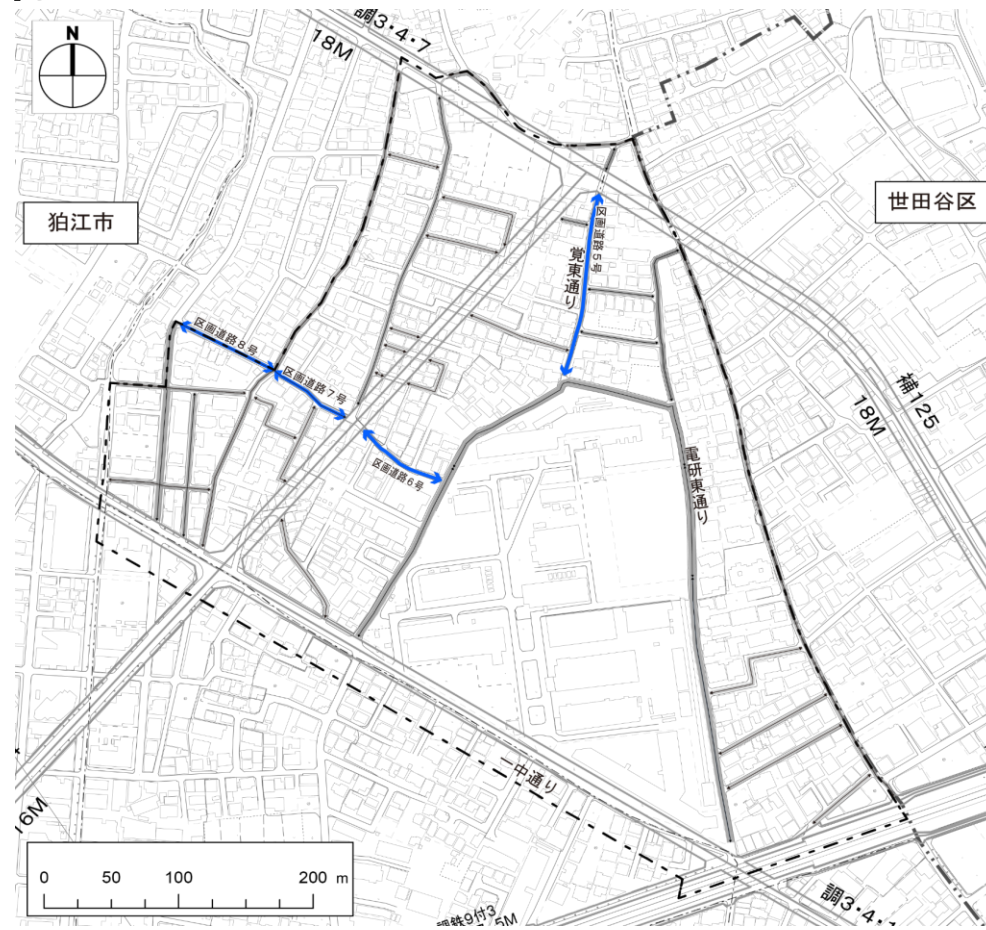 調3・4・7
18M
N
狛江市
世田谷区
区画道路5号
覚東通り
区画道路8号
区画道路7号
補125
18M
区画道路6号
電研東通り
一中通り
16M
0 50 100 200 m
調3・4・1